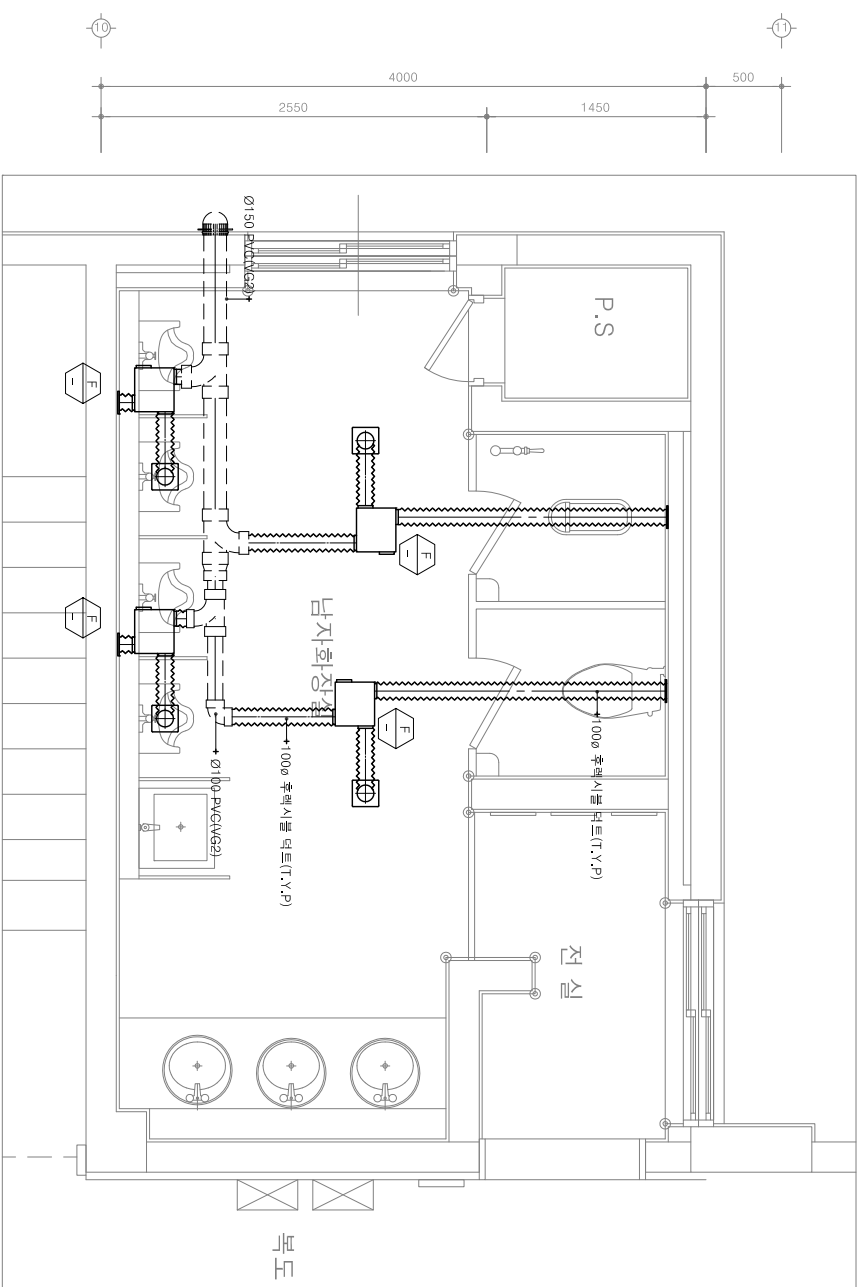 10
11
4000
500
2550
1450
Ø150 PVC(VG2)
P.S
F
-
F
-
F
-
F
-
남자화장실
Ø100 PVC(VG2)
100ø 후렉시블 덕트(T.Y.P)
100ø 후렉시블 덕트(T.Y.P)
전 실
복도